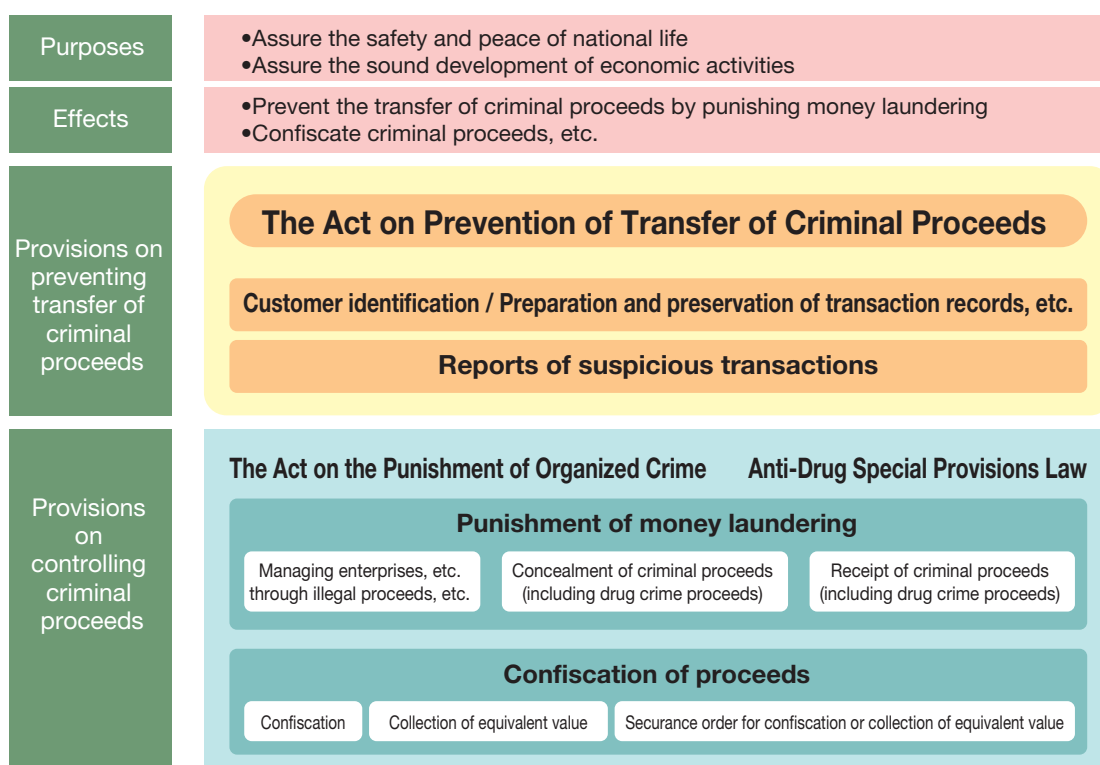 Purposes
•Assure the safety and peace of national life
•Assure the sound development of economic activities
Effects
•Prevent the transfer of criminal proceeds by punishing money laundering
•Confiscate criminal proceeds, etc.
Provisions on
preventing
transfer of
criminal
proceeds
The Act on Prevention of Transfer of Criminal Proceeds
Customer identification / Preparation and preservation of transaction records, etc.
Reports of suspicious transactions
Provisions
on
controlling
criminal
proceeds
The Act on the Punishment of Organized Crime
Anti-Drug Special Provisions Law
Punishment of money laundering
Managing enterprises, etc.
through illegal proceeds, etc.
Concealment of criminal proceeds
(including drug crime proceeds)
Receipt of criminal proceeds
(including drug crime proceeds)
Confiscation of proceeds
Confiscation
Collection of equivalent value
Securance order for confiscation or collection of equivalent value